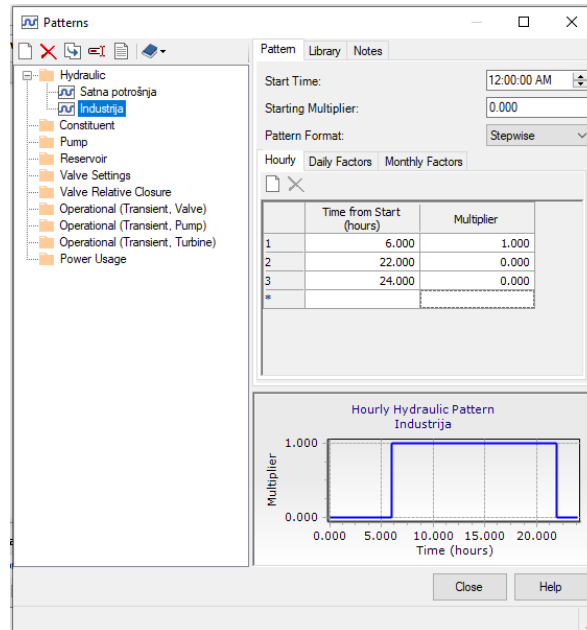 Patterns
Pattern Library Notes
Hydraulic
Satna potrošnja
Industrija
Constituent
Pump
Reservoir
Valve Settings
Valve Relative Closure
Operational (Transient, Valve)
Operational (Transient, Pump)
Operational (Transient, Turbine)
Power Usage
Start Time: 12:00:00 AM
Starting Multiplier: 0.000
Pattern Format: Stepwise
Hourly Daily Factors Monthly Factors
Time from Start (hours) Multiplier
1 6.000 1.000
2 22.000 0.000
3 24.000 0.000
*
Hourly Hydraulic Pattern
Industrija
Multiplier
1.000
0.000
0.000 5.000 10.000 15.000 20.000
Time (hours)
Close Help